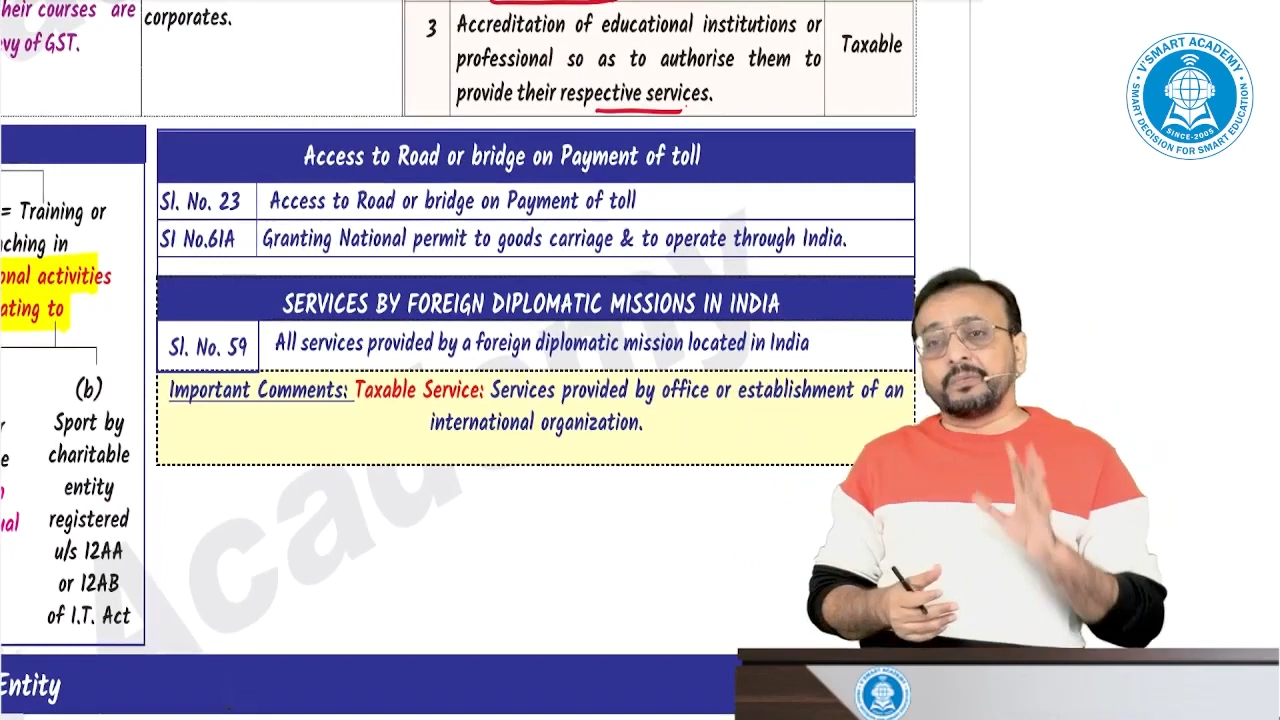 heir courses are
evy of GST.
corporates.
3
Accreditation of educational institutions or
professional so as to authorise them to
provide their respective services.
Taxable
= Training or
ching in
onal activities
ating to
(b)
Sport by
charitable
entity
registered
u/s 12AA
or 12AB
of I.T. Act
ual
Access to Road or bridge on Payment of toll
Sl. No. 23 Access to Road or bridge on Payment of toll
Sl No.61A Granting National permit to goods carriage & to operate through India.
SERVICES BY FOREIGN DIPLOMATIC MISSIONS IN INDIA
Sl. No. 59 All services provided by a foreign diplomatic mission located in India
Important Comments: Taxable Service: Services provided by office or establishment of an
international organization.
Entity
Academy
V'SMART ACADEMY
SMART DECISION FOR SMART EDUCATION
SINCE-2005